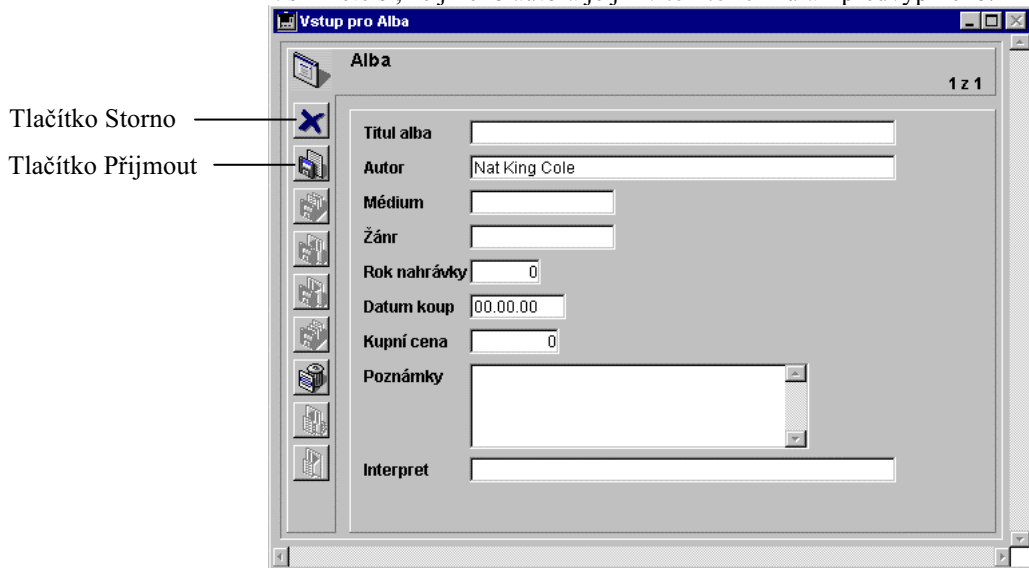 Vstup pro Alba
Alba
1 z 1
Tlačítko Storno
Tlačítko Přijmout
Titul alba
Autor Nat King Cole
Médium
Žánr
Rok nahrávky 0
Datum koup 00.00.00
Kupní cena 0
Poznámky
Interpret